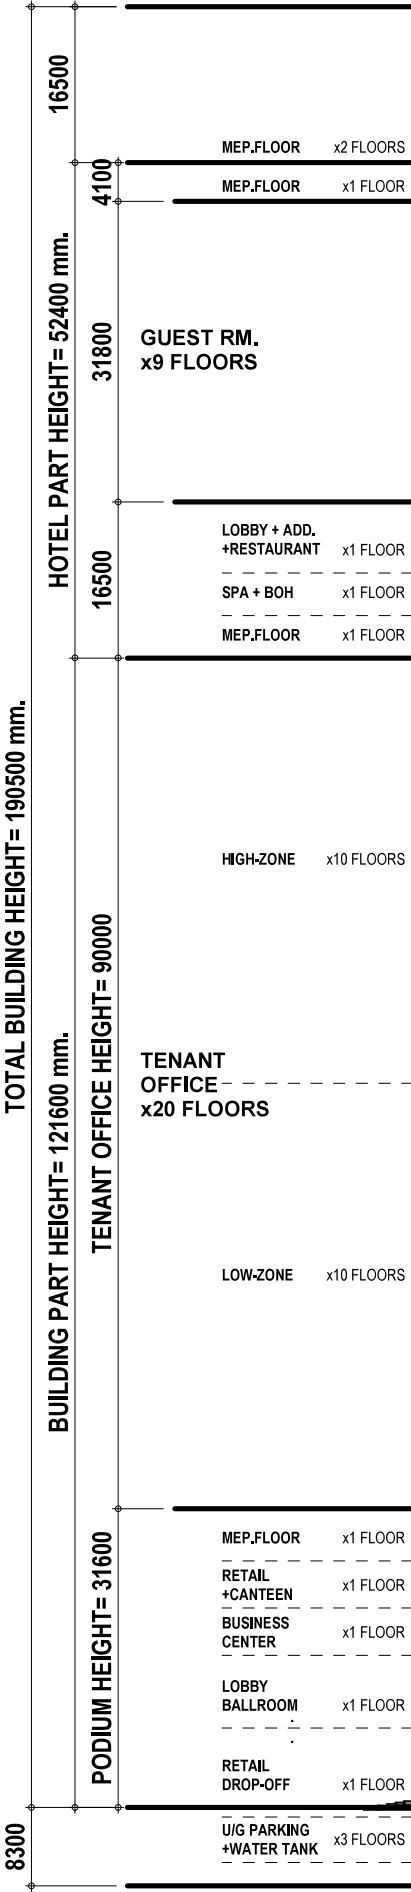 16500
MEP.FLOOR x2 FLOORS
4100
MEP.FLOOR x1 FLOOR
HOTEL PART HEIGHT= 52400 mm.
31800
GUEST RM.
x9 FLOORS
16500
LOBBY + ADD.
+RESTAURANT x1 FLOOR
SPA + BOH x1 FLOOR
MEP.FLOOR x1 FLOOR
TOTAL BUILDING HEIGHT= 190500 mm.
BUILDING PART HEIGHT= 121600 mm.
TENANT OFFICE HEIGHT= 90000
HIGH-ZONE x10 FLOORS
TENANT
OFFICE
x20 FLOORS
LOW-ZONE x10 FLOORS
PODIUM HEIGHT= 31600
MEP.FLOOR x1 FLOOR
RETAIL
+CANTEEN x1 FLOOR
BUSINESS
CENTER x1 FLOOR
LOBBY
BALLROOM x1 FLOOR
RETAIL
DROP-OFF x1 FLOOR
8300
U/G PARKING
+WATER TANK x3 FLOORS